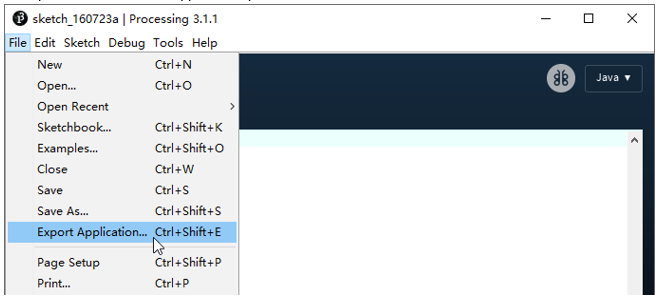 sketch_160723a | Processing 3.1.1
File Edit Sketch Debug Tools Help
New Ctrl+N
Open... Ctrl+O
Java ▾
Open Recent
Sketchbook... Ctrl+Shift+K
Examples... Ctrl+Shift+O
Close Ctrl+W
Save Ctrl+S
Save As... Ctrl+Shift+S
Export Application... Ctrl+Shift+E
Page Setup Ctrl+Shift+P
Print... Ctrl+P